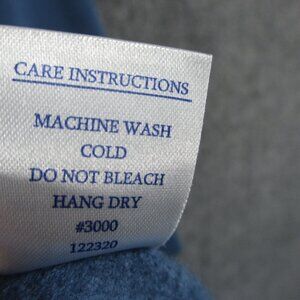 CARE INSTRUCTIONS
MACHINE WASH
COLD
DO NOT BLEACH
HANG DRY
#3000
122320